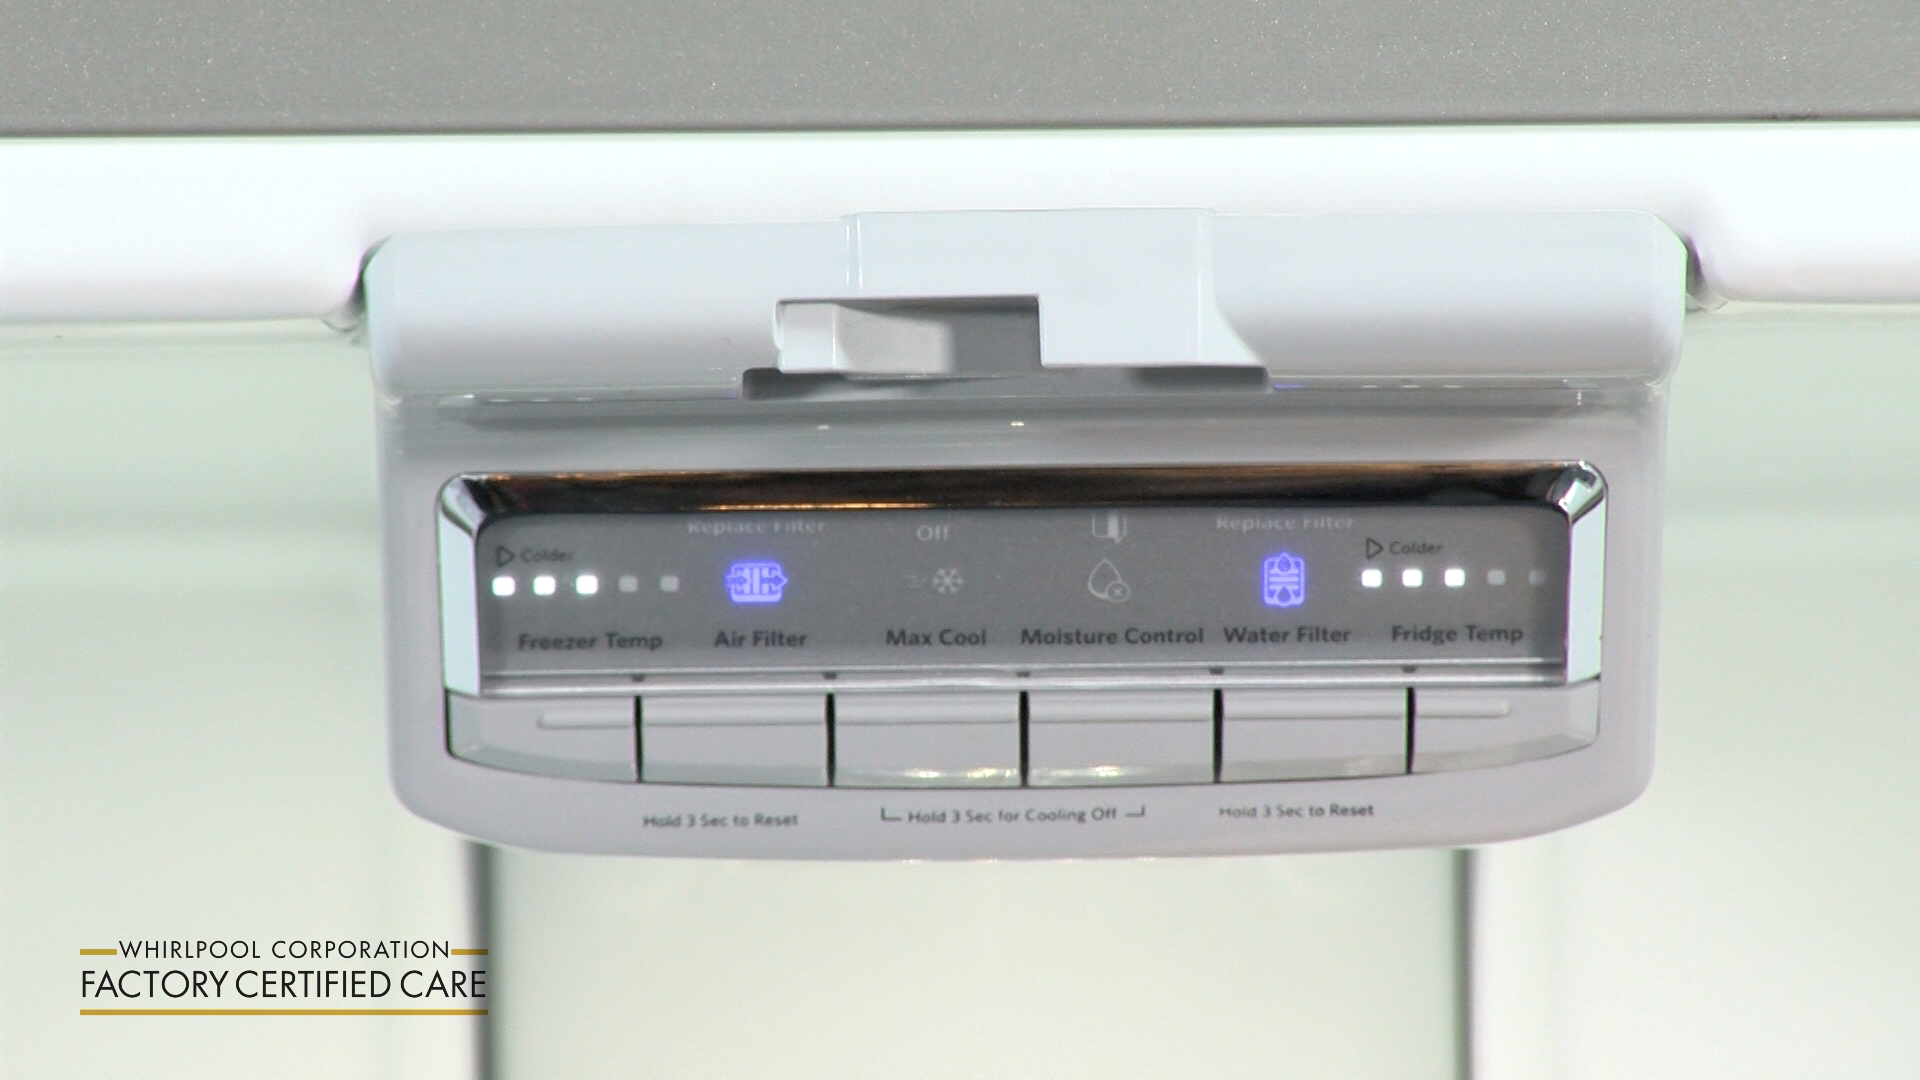 Replace Filter
Off
Replace Filter
Colder
Colder
Freezer Temp
Air Filter
Max Cool
Moisture Control
Water Filter
Fridge Temp
Hold 3 Sec to Reset
Hold 3 Sec for Cooling Off
Hold 3 Sec to Reset
WHIRLPOOL CORPORATION
FACTORY CERTIFIED CARE